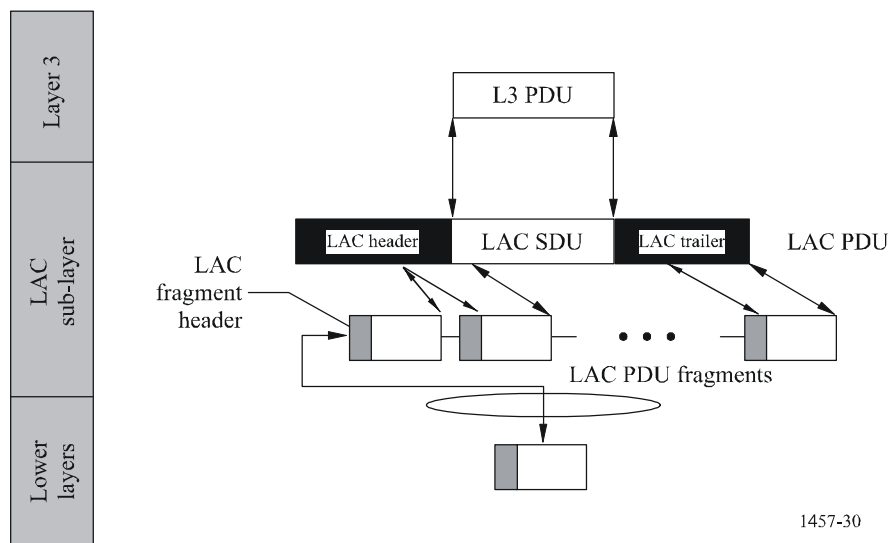 Layer 3
L3 PDU
LAC header
LAC SDU
LAC trailer
LAC PDU
LAC
sub-layer
LAC
fragment
header
LAC PDU fragments
Lower
layers
1457-30